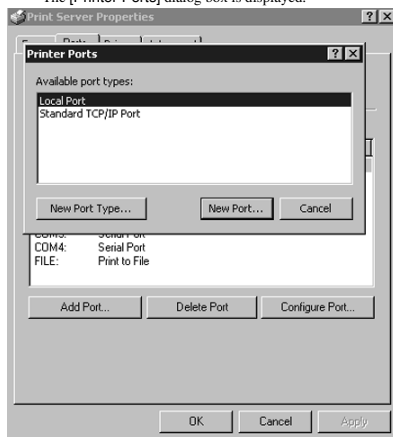 The [Printer Ports] dialog box is displayed.
Print Server Properties
Printer Ports
Available port types:
Local Port
Standard TCP/IP Port
New Port Type... New Port... Cancel
COM4: Serial Port
FILE: Print to File
Add Port... Delete Port Configure Port...
OK Cancel Apply